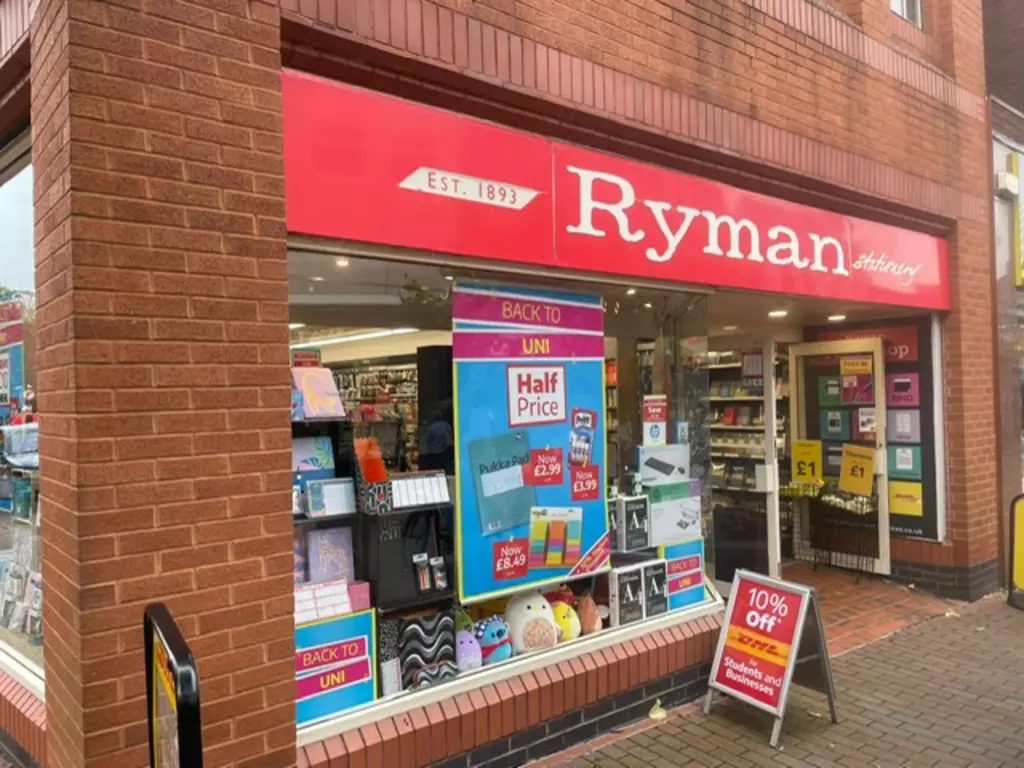 EST. 1893
Ryman
stationery
BACK TO
UNI
Half
Price
Pukka Pad
Now
£2.99
Now
£3.99
Now
£8.49
BACK TO
UNI
BACK TO
UNI
hp
A4
A4
£1
£1
10%
Off*
DHL
for
Students and
Businesses